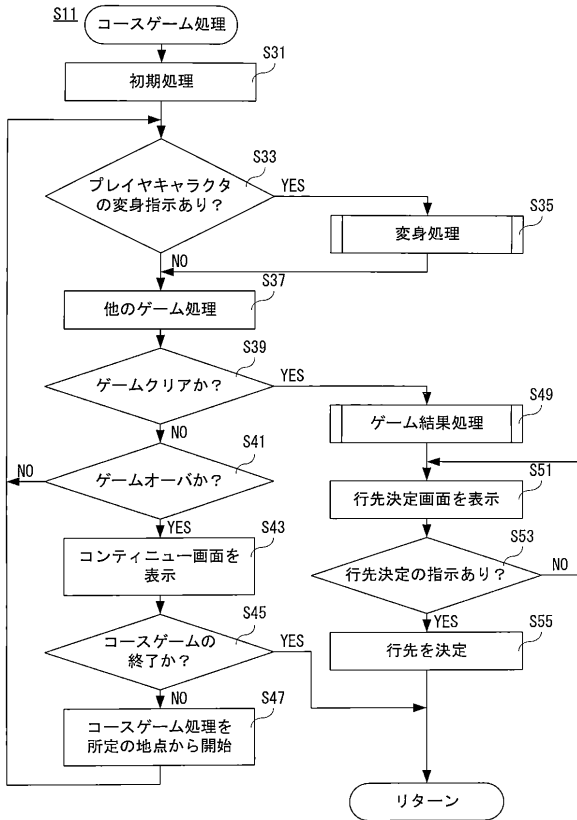 S11
コースゲーム処理
S31
初期処理
S33
プレイヤキャラクタ
の変身指示あり？
YES
S35
変身処理
NO
S37
他のゲーム処理
S39
ゲームクリアか？
YES
S49
ゲーム結果処理
NO
S41
ゲームオーバか？
NO
S51
行先決定画面を表示
YES
S43
コンティニュー画面を
表示
S53
行先決定の指示あり？
NO
S45
コースゲームの
終了か？
YES
YES
S55
行先を決定
NO
S47
コースゲーム処理を
所定の地点から開始
リターン